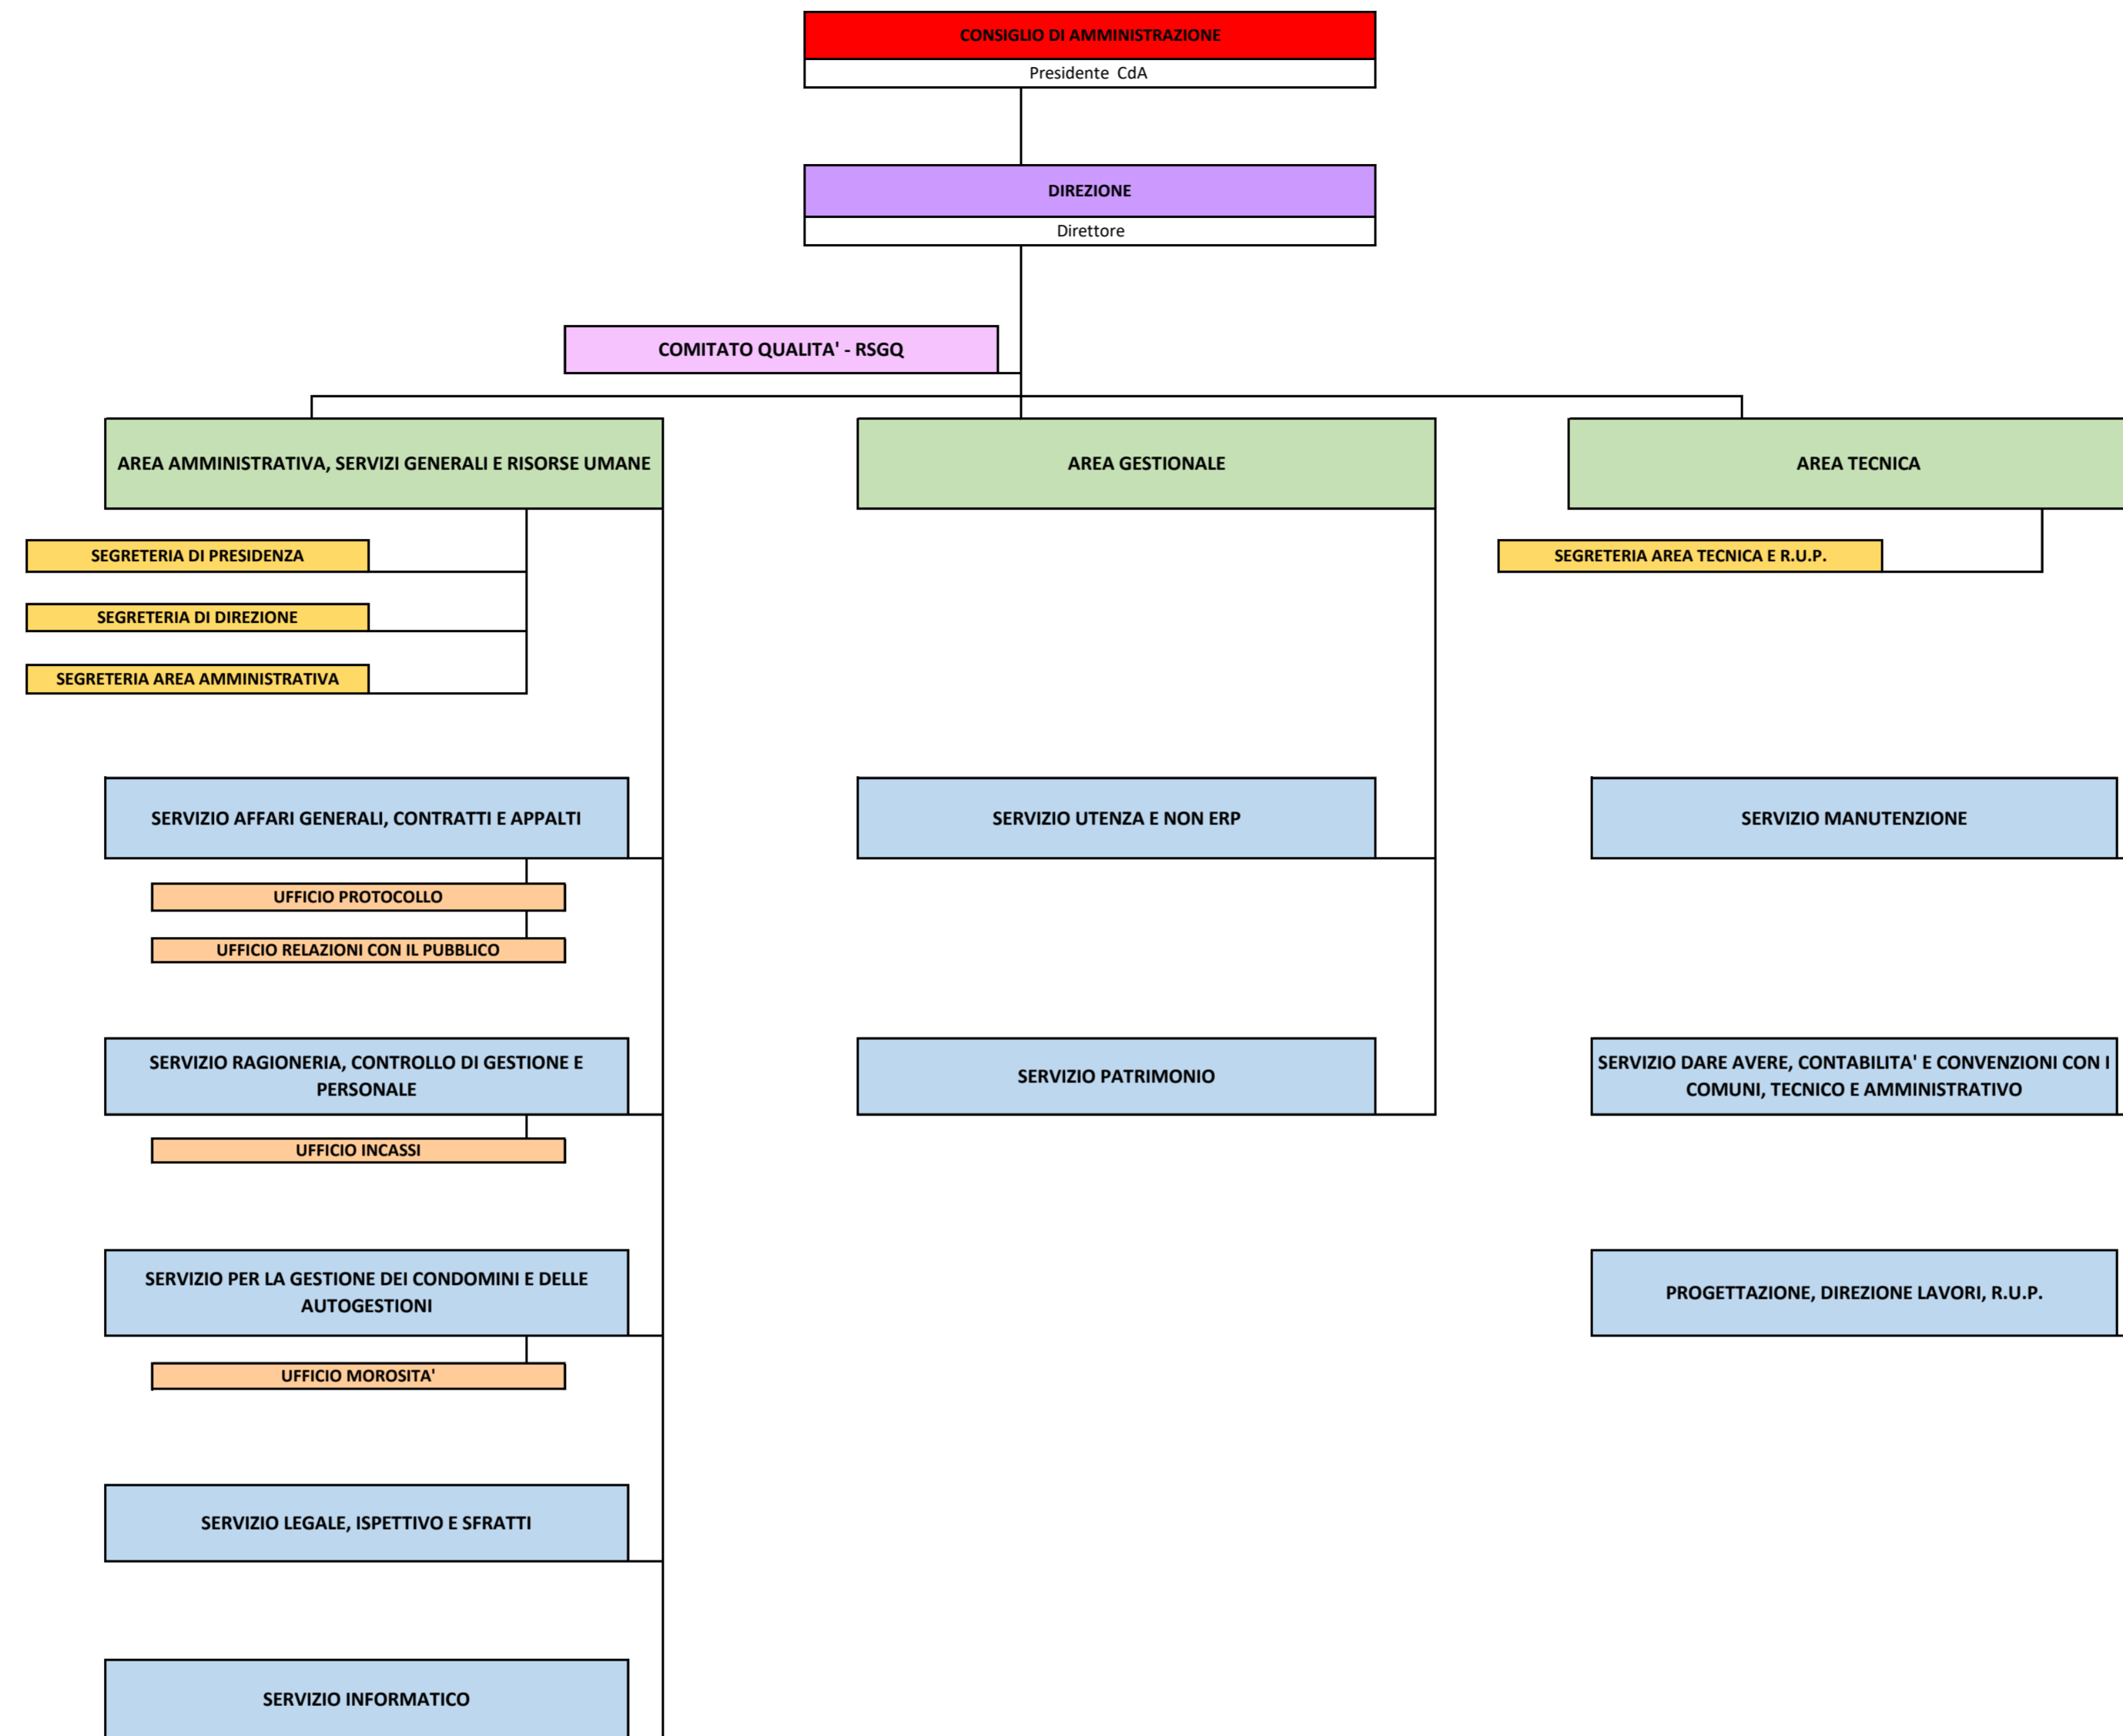 CONSIGLIO DI AMMINISTRAZIONE
Presidente CdA
DIREZIONE
Direttore
COMITATO QUALITA' - RSGQ
AREA AMMINISTRATIVA, SERVIZI GENERALI E RISORSE UMANE
AREA GESTIONALE
AREA TECNICA
SEGRETERIA DI PRESIDENZA
SEGRETERIA AREA TECNICA E R.U.P.
SEGRETERIA DI DIREZIONE
SEGRETERIA AREA AMMINISTRATIVA
SERVIZIO AFFARI GENERALI, CONTRATTI E APPALTI
SERVIZIO UTENZA E NON ERP
SERVIZIO MANUTENZIONE
UFFICIO PROTOCOLLO
UFFICIO RELAZIONI CON IL PUBBLICO
SERVIZIO RAGIONERIA, CONTROLLO DI GESTIONE E
PERSONALE
SERVIZIO PATRIMONIO
SERVIZIO DARE AVERE, CONTABILITA' E CONVENZIONI CON I
COMUNI, TECNICO E AMMINISTRATIVO
UFFICIO INCASSI
SERVIZIO PER LA GESTIONE DEI CONDOMINI E DELLE
AUTOGESTIONI
PROGETTAZIONE, DIREZIONE LAVORI, R.U.P.
UFFICIO MOROSITA'
SERVIZIO LEGALE, ISPETTIVO E SFRATTI
SERVIZIO INFORMATICO